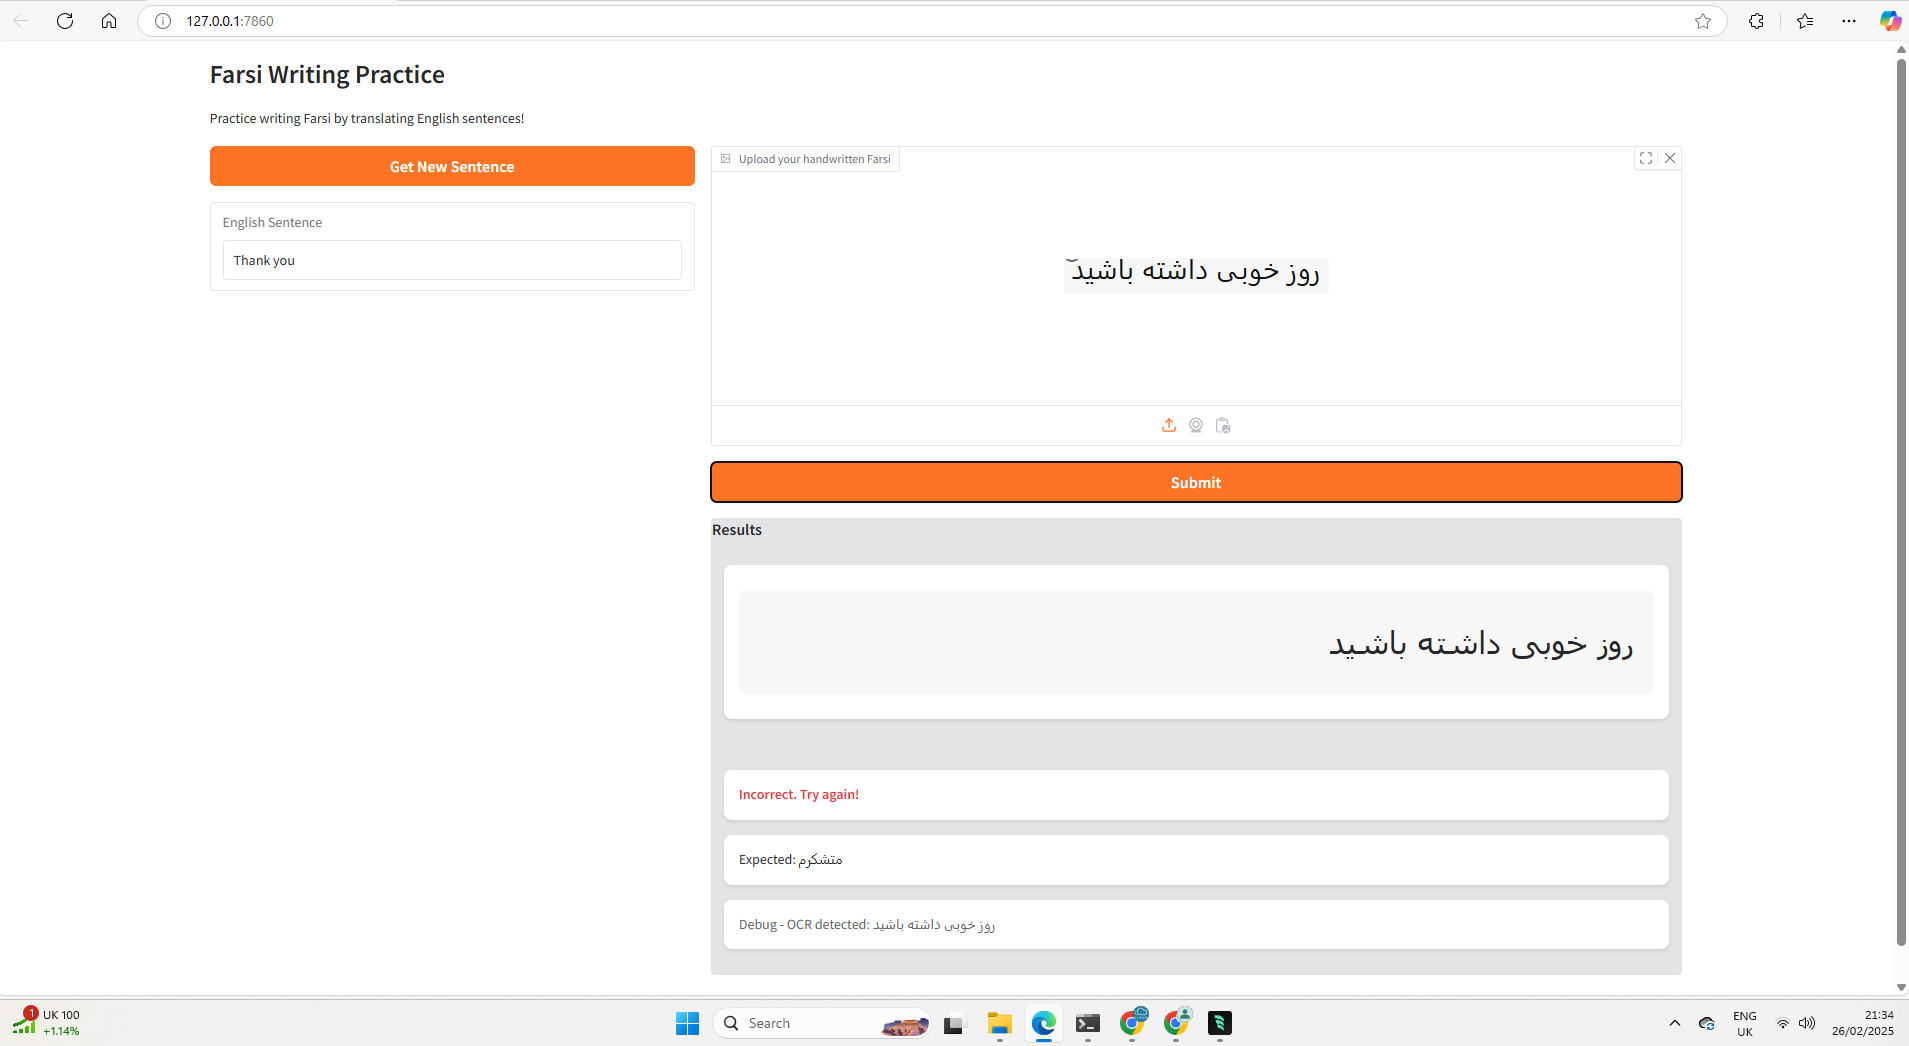 127.0.0.1:7860
Farsi Writing Practice
Practice writing Farsi by translating English sentences!
Get New Sentence
English Sentence
Thank you
Upload your handwritten Farsi
روز خوبی داشته باشید
Submit
Results
روز خوبی داشته باشید
Incorrect. Try again!
Expected: متشکرم
Debug - OCR detected: روز خوبی داشته باشید
1
UK 100
+1.14%
Search
ENG
UK
21:34
26/02/2025